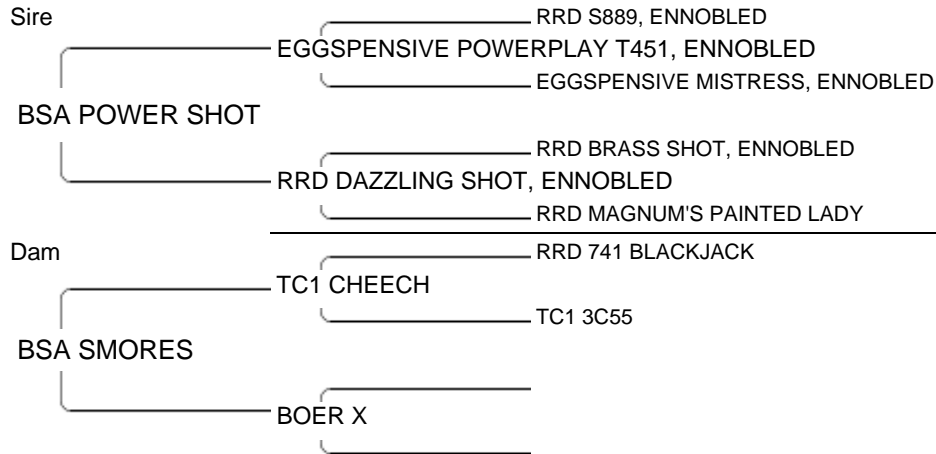 Sire
RRD S889, ENNOBLED
EGGSPENSIVE POWERPLAY T451, ENNOBLED
EGGSPENSIVE MISTRESS, ENNOBLED
BSA POWER SHOT
RRD BRASS SHOT, ENNOBLED
RRD DAZZLING SHOT, ENNOBLED
RRD MAGNUM'S PAINTED LADY
Dam
RRD 741 BLACKJACK
TC1 CHEECH
TC1 3C55
BSA SMORES
BOER X